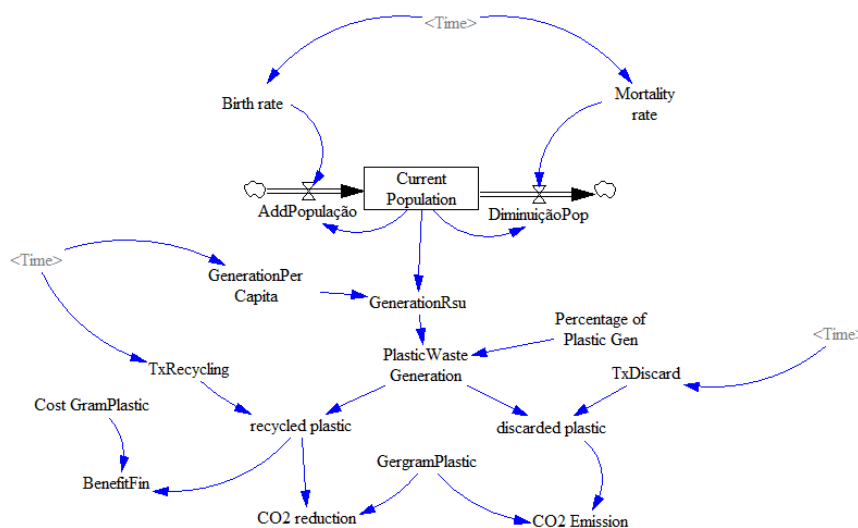 <Time>
Birth rate
Mortality
rate
Current
Population
AddPopulação
DiminuiçãoPop
<Time>
GenerationPer
Capita
GenerationRsu
Percentage of
Plastic Gen
<Time>
PlasticWaste
Generation
TxRecycling
TxDiscard
Cost GramPlastic
recycled plastic
discarded plastic
GergramPlastic
BenefitFin
CO2 reduction
CO2 Emission